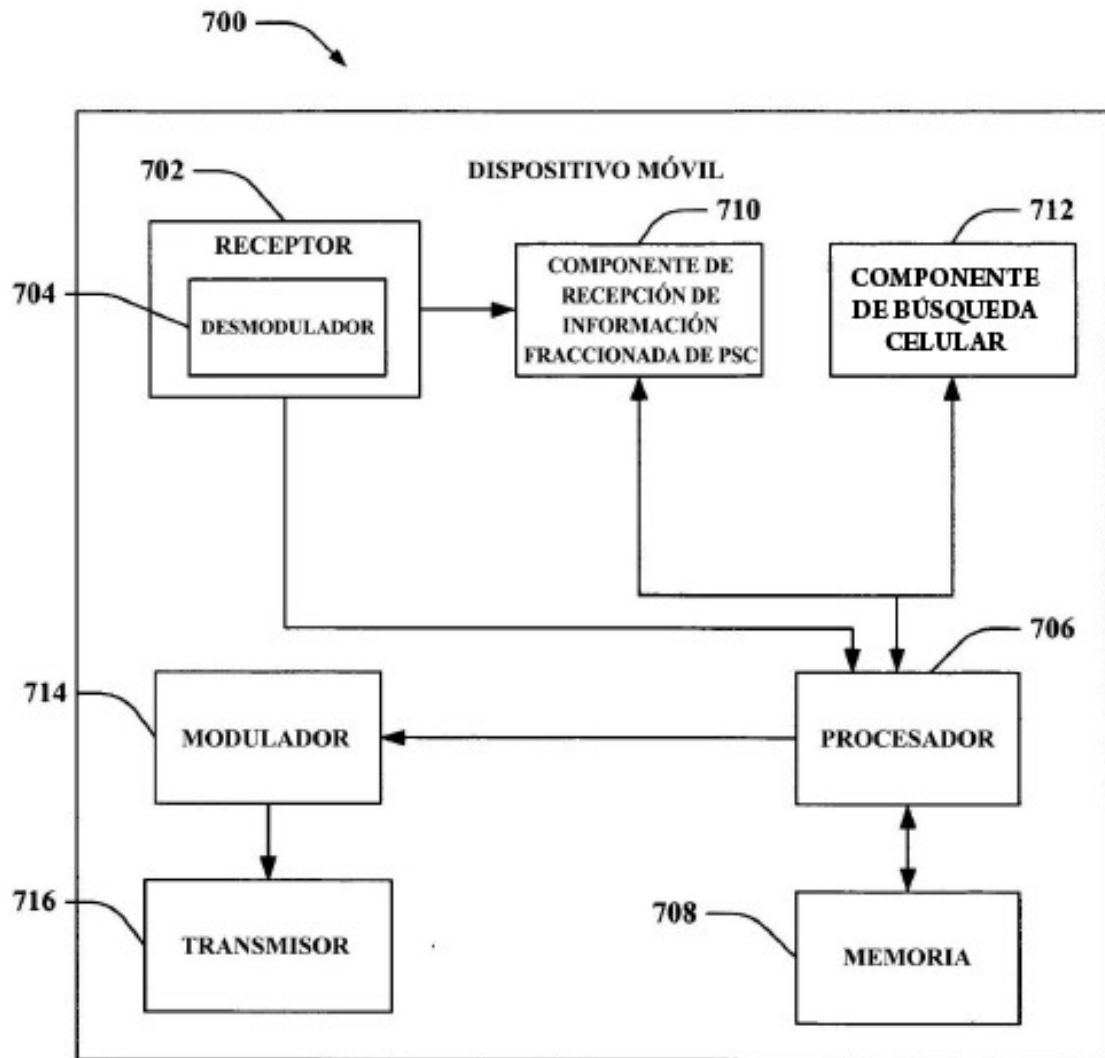 700
DISPOSITIVO MÓVIL
702
RECEPTOR
704
DESMODULADOR
710
COMPONENTE DE
RECEPCIÓN DE
INFORMACIÓN
FRACCIONADA DE PSC
712
COMPONENTE
DE BÚSQUEDA
CELULAR
706
PROCESADOR
714
MODULADOR
716
TRANSMISOR
708
MEMORIA